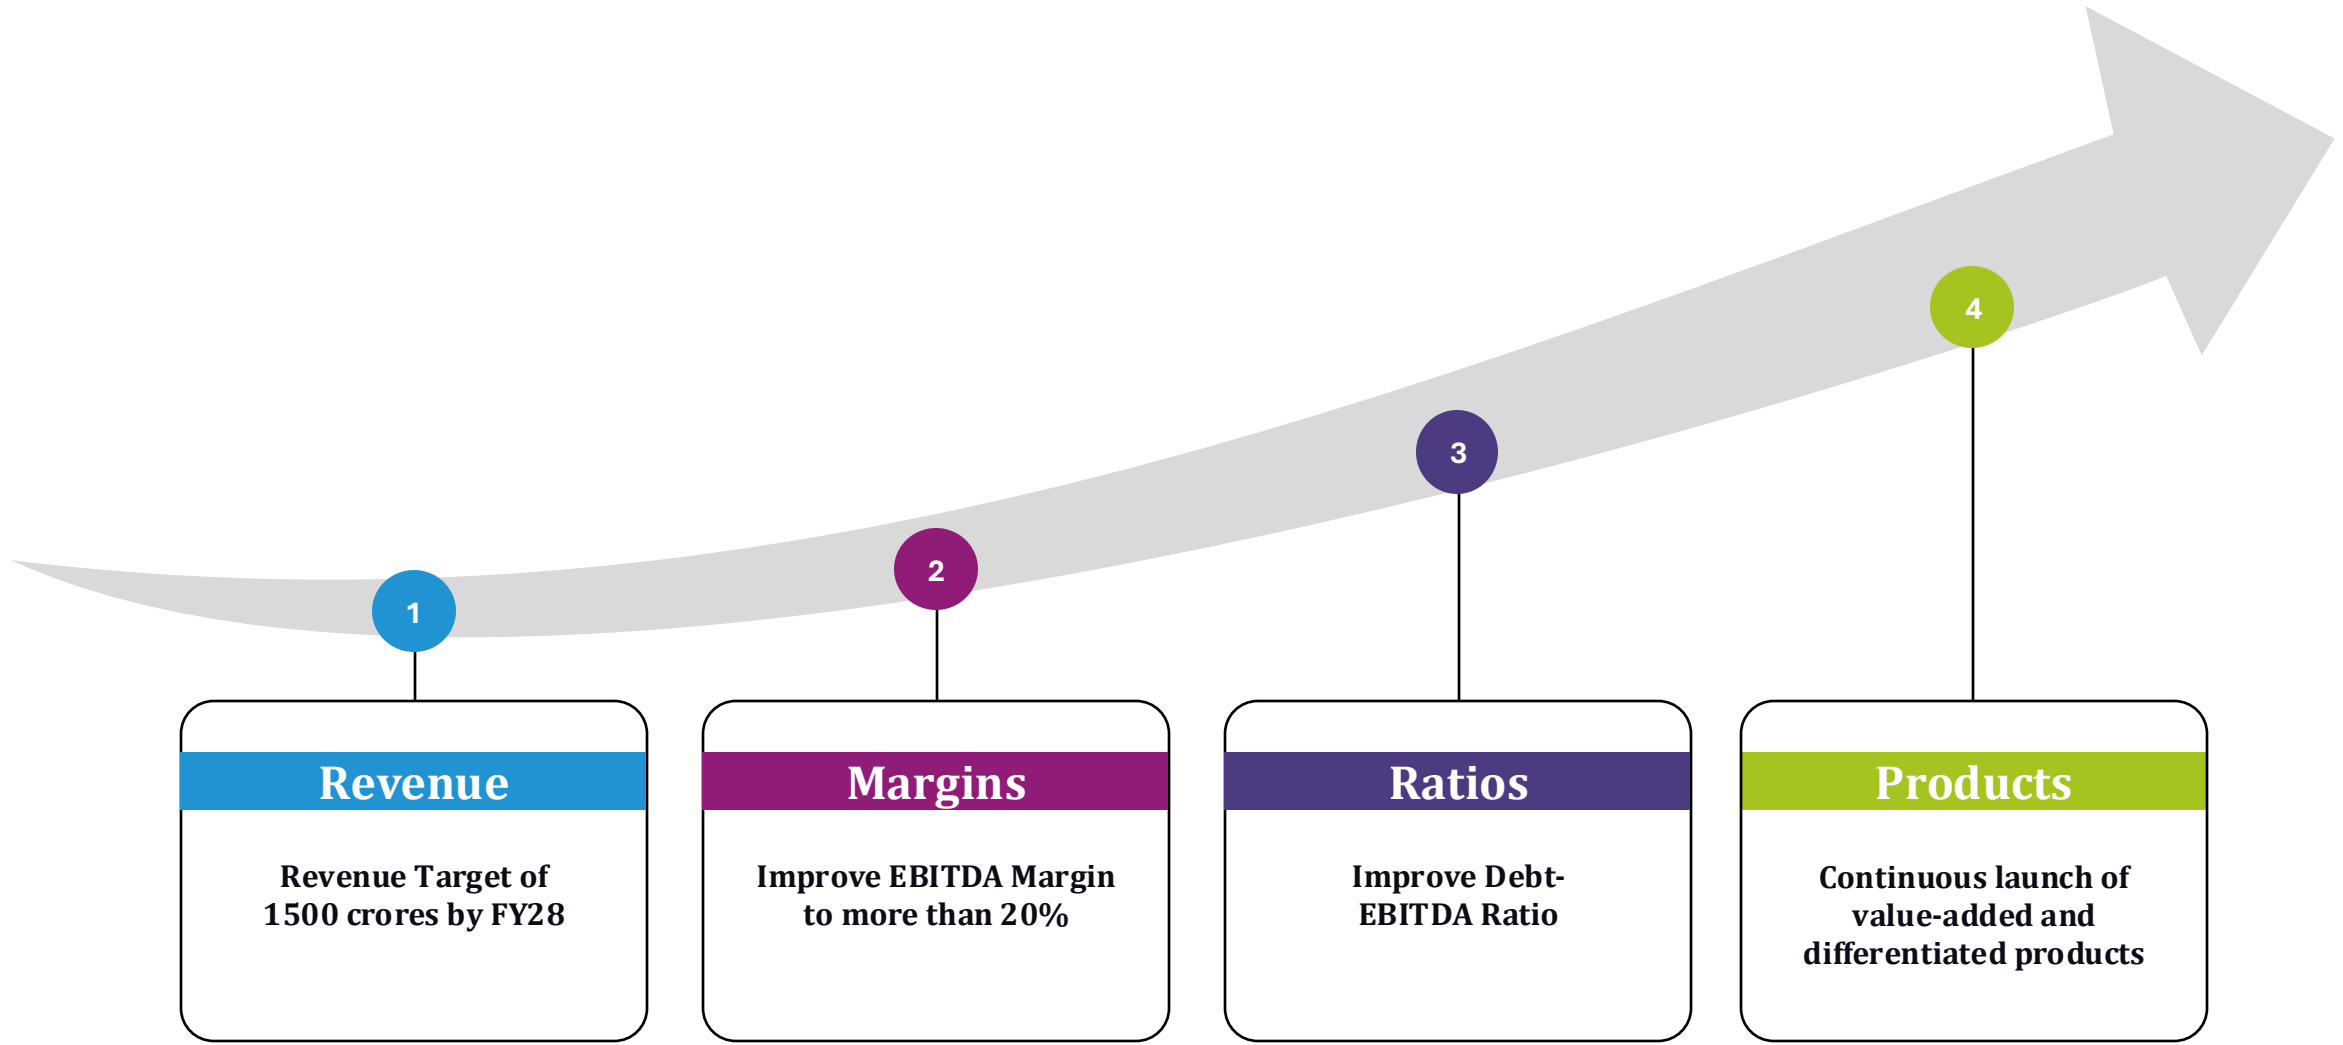 1
2
3
4
Revenue
Revenue Target of
1500 crores by FY28
Margins
Improve EBITDA Margin
to more than 20%
Ratios
Improve Debt-
EBITDA Ratio
Products
Continuous launch of
value-added and
differentiated products